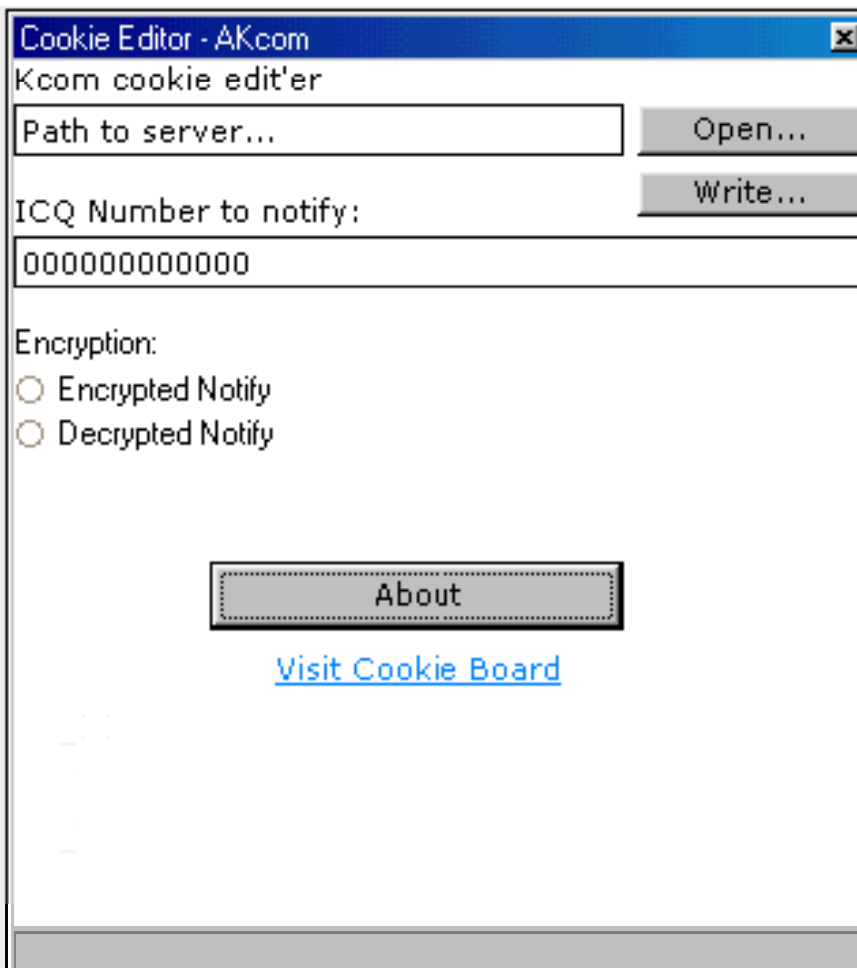 Cookie Editor - AKcom
Kcom cookie edit'er
Path to server...
Open...
Write...
ICQ Number to notify:
000000000000
Encryption:
Encrypted Notify
Decrypted Notify
About
Visit Cookie Board